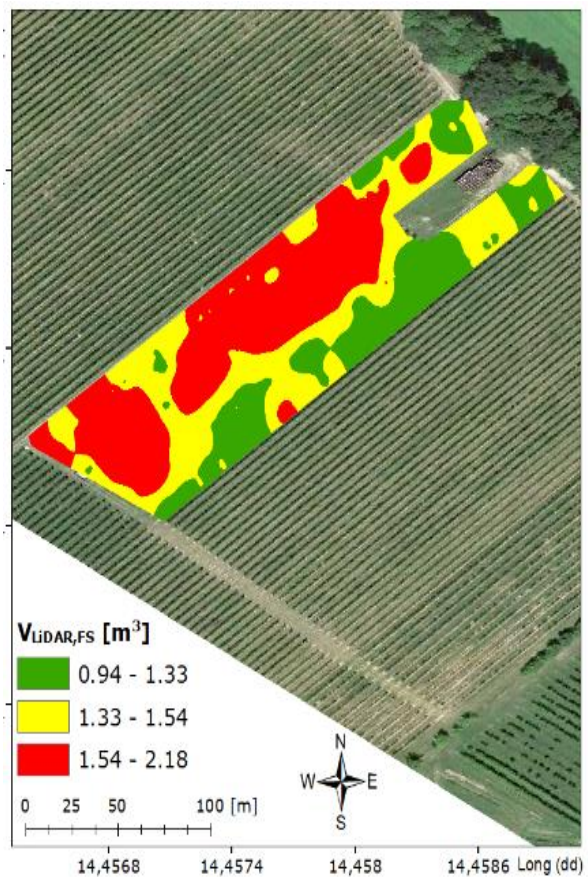 V_LiDAR,FS [m³]
0.94 - 1.33
1.33 - 1.54
1.54 - 2.18
0 25 50 100 [m]
N
W E
S
14,4568 14,4574 14,458 14,4586 Long (dd)